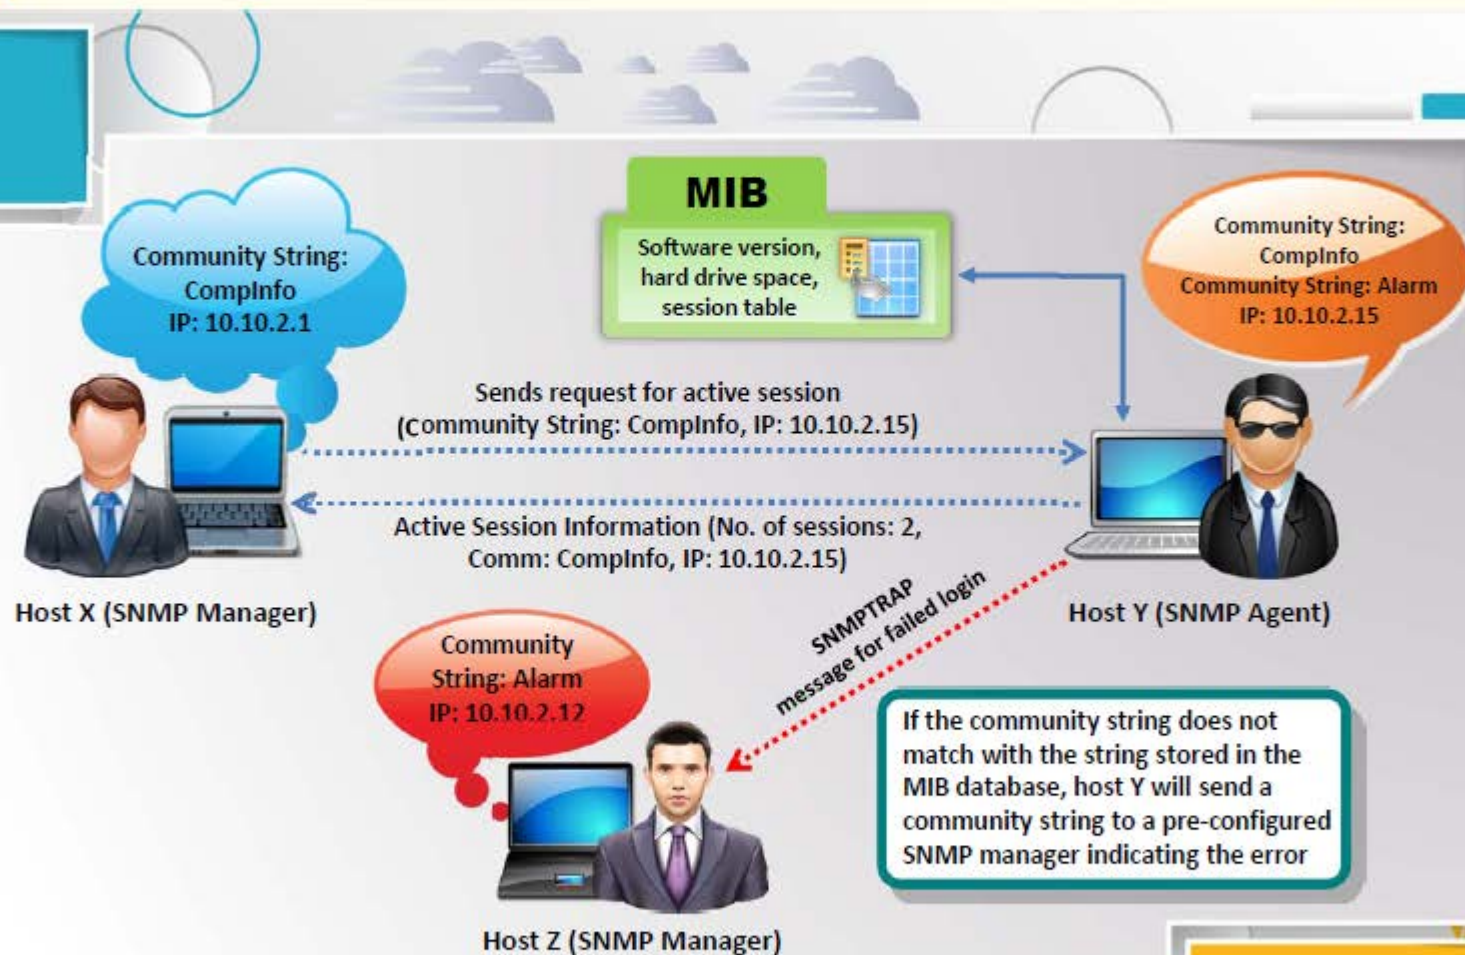 MIB
Software version,
hard drive space,
session table
Community String:
CompInfo
IP: 10.10.2.1
Community String:
CompInfo
Community String: Alarm
IP: 10.10.2.15
Sends request for active session
(Community String: CompInfo, IP: 10.10.2.15)
Active Session Information (No. of sessions: 2,
Comm: CompInfo, IP: 10.10.2.15)
Host X (SNMP Manager)
Host Y (SNMP Agent)
SNMPTRAP
message for failed login
Community
String: Alarm
IP: 10.10.2.12
If the community string does not
match with the string stored in the
MIB database, host Y will send a
community string to a pre-configured
SNMP manager indicating the error
Host Z (SNMP Manager)